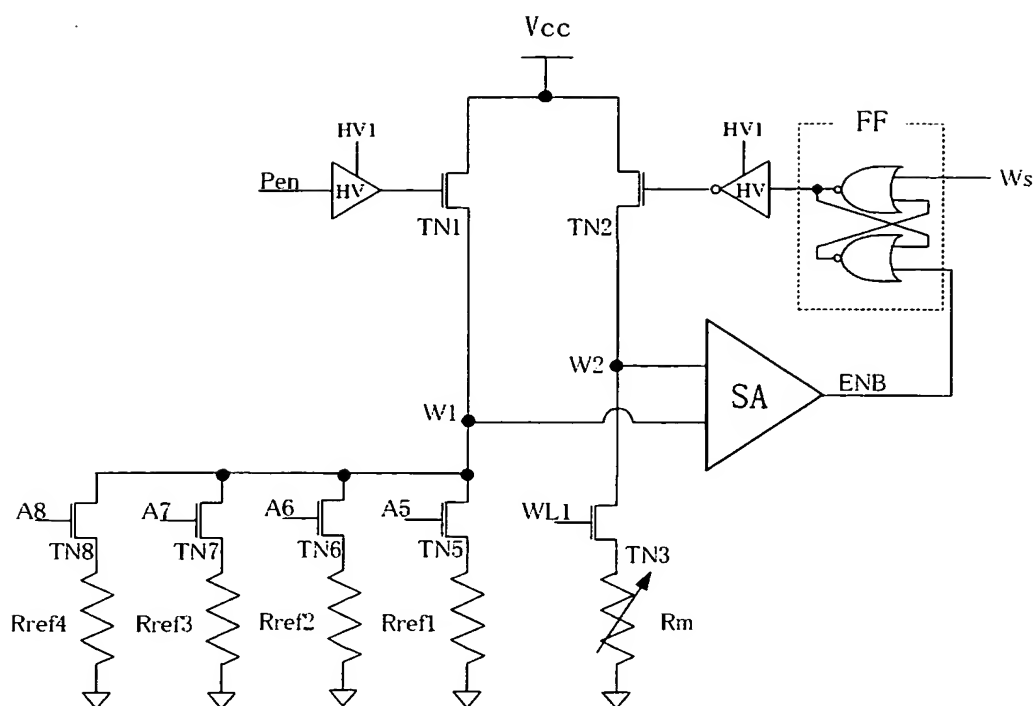 Vcc
FF
HV1
HV1
Pen
HV
HV
Ws
TN1
TN2
W2
SA
ENB
W1
A8
A7
A6
A5
WL1
TN8
TN7
TN6
TN5
TN3
Rref4
Rref3
Rref2
Rref1
Rm